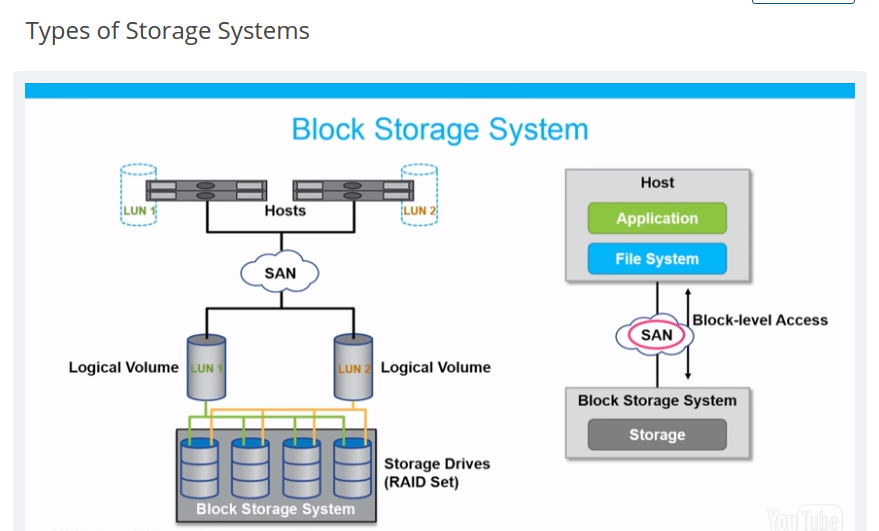 Types of Storage Systems
Block Storage System
LUN 1
Hosts
LUN 2
SAN
Logical Volume
LUN 1
LUN 2
Logical Volume
Storage Drives
(RAID Set)
Block Storage System
Host
Application
File System
SAN
Block-level Access
Block Storage System
Storage
YouTube